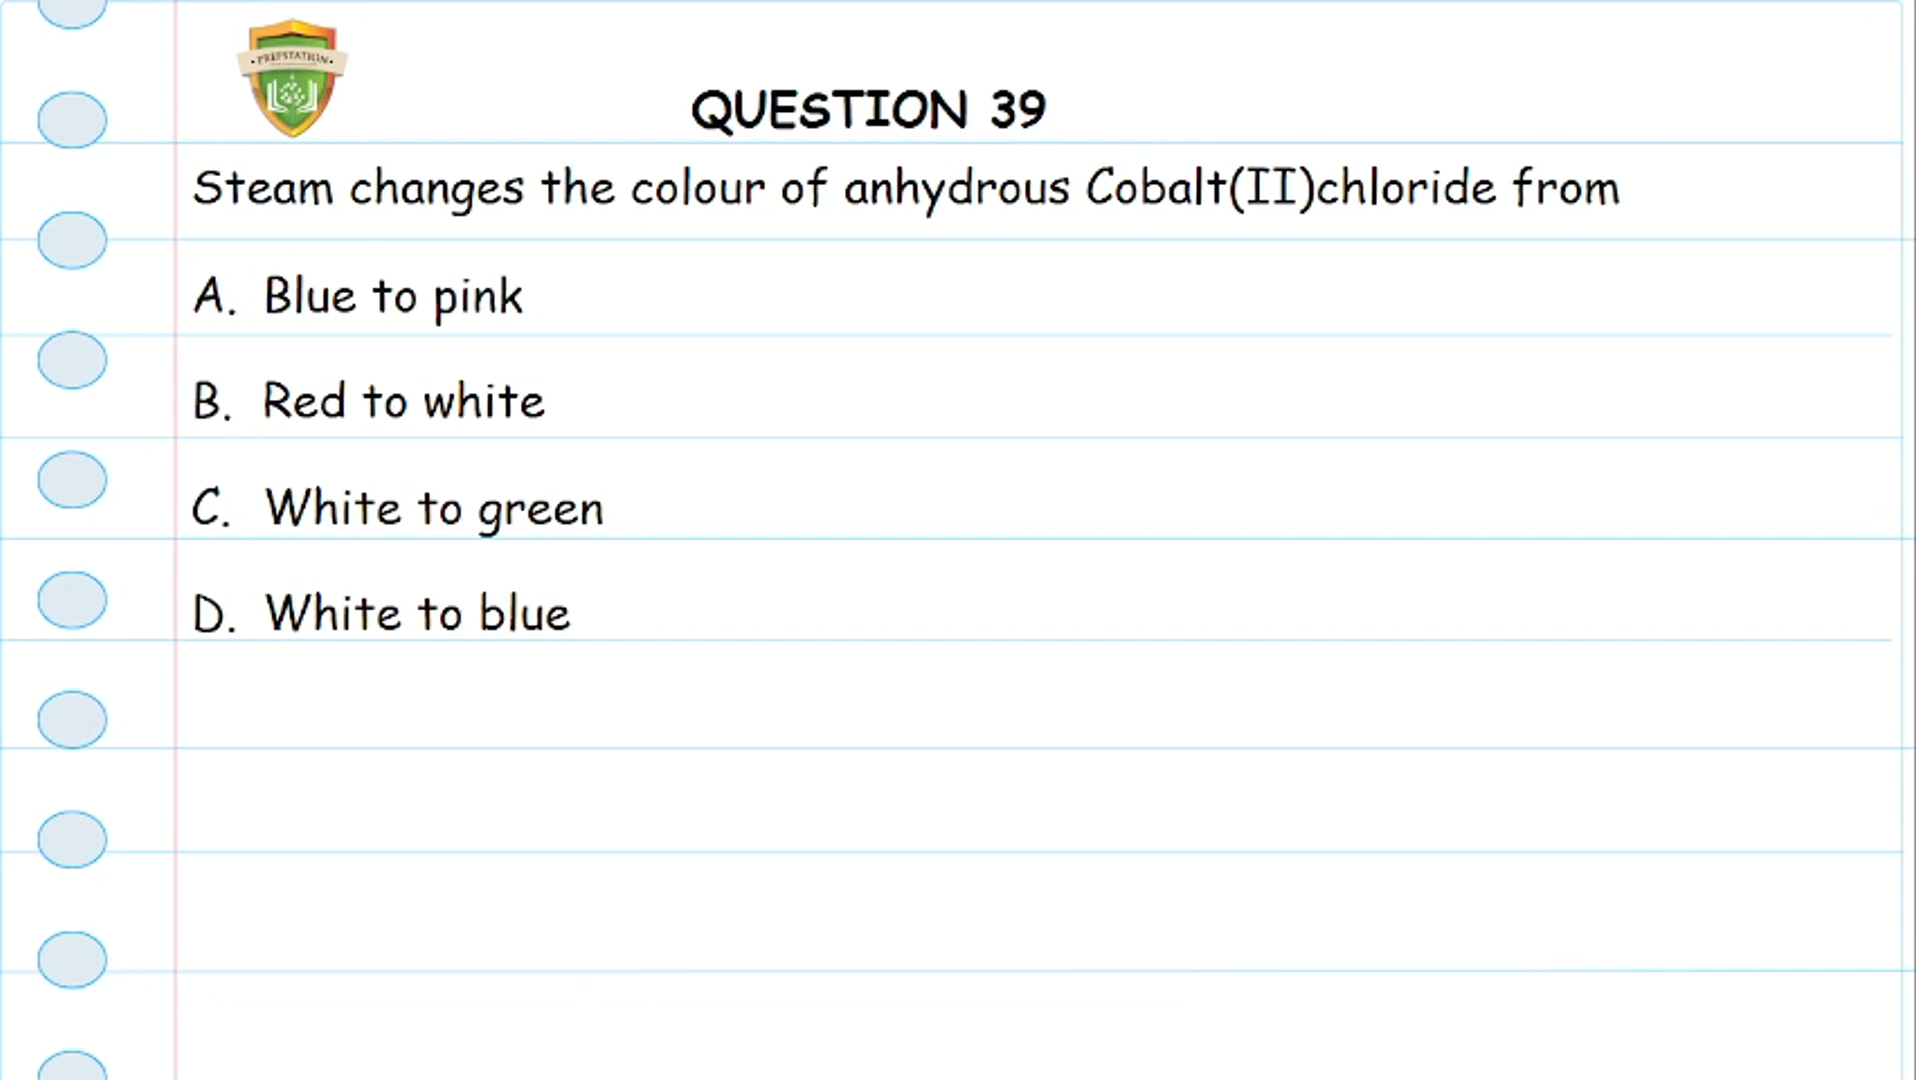 • PREPSTATION •
QUESTION 39
Steam changes the colour of anhydrous Cobalt(II)chloride from
A. Blue to pink
B. Red to white
C. White to green
D. White to blue